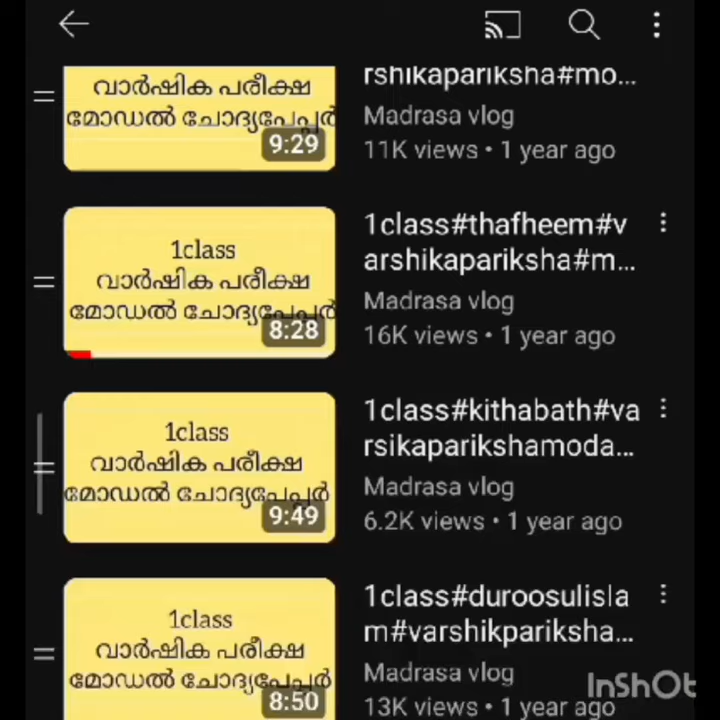 വാർഷിക പരീക്ഷ
മോഡൽ ചോദ്യപേപ്പർ
9:29
rshikapariksha#mo...
Madrasa vlog
11K views • 1 year ago
1class
വാർഷിക പരീക്ഷ
മോഡൽ ചോദ്യപേപ്പർ
8:28
1class#thafheem#v
arshikapariksha#m...
Madrasa vlog
16K views • 1 year ago
1class
വാർഷിക പരീക്ഷ
മോഡൽ ചോദ്യപേപ്പർ
9:49
1class#kithabath#va
rsikaparikshamoda...
Madrasa vlog
6.2K views • 1 year ago
1class
വാർഷിക പരീക്ഷ
മോഡൽ ചോദ്യപേപ്പർ
8:50
1class#duroosulisla
m#varshikpariksha...
Madrasa vlog
13K views • 1 year ago
InShOt